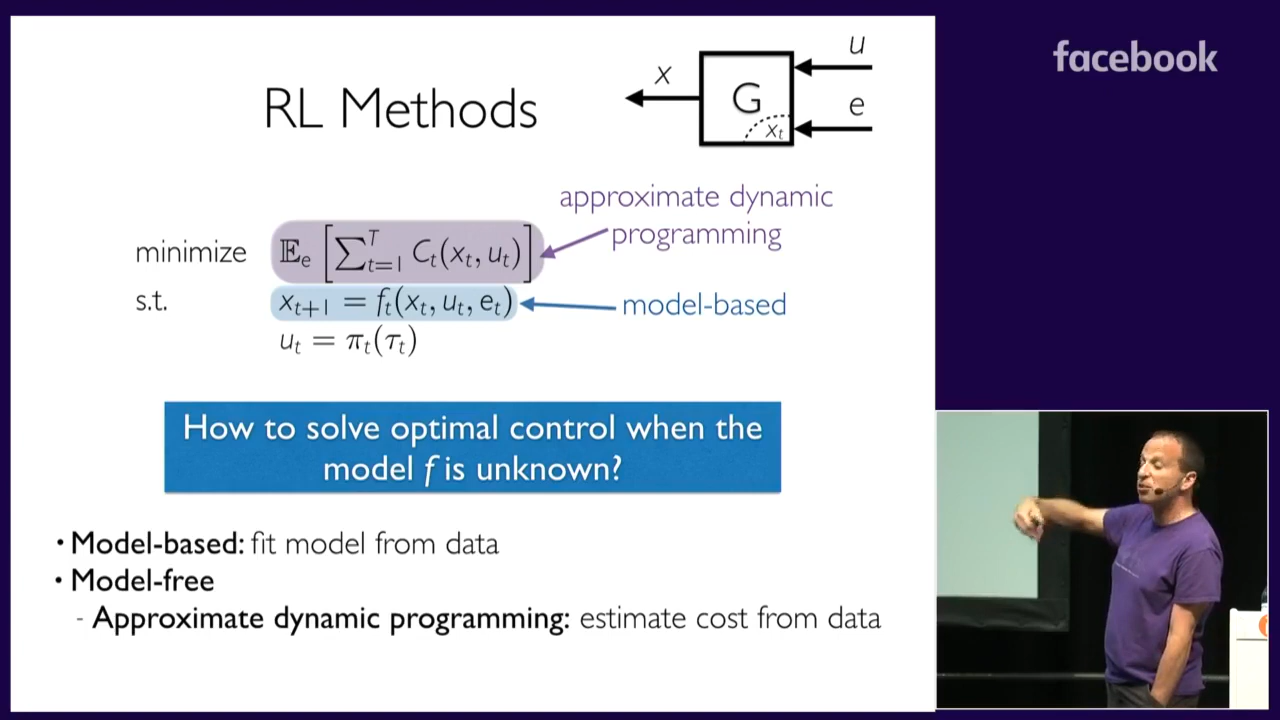 facebook
RL Methods
x
G
x_t
u
e
approximate dynamic
programming
minimize 𝔼_e [∑_{t=1}^{T} C_t(x_t, u_t)]
s.t. x_{t+1} = f_t(x_t, u_t, e_t)
model-based
u_t = π_t(τ_t)
How to solve optimal control when the
model f is unknown?
• Model-based: fit model from data
• Model-free
- Approximate dynamic programming: estimate cost from data